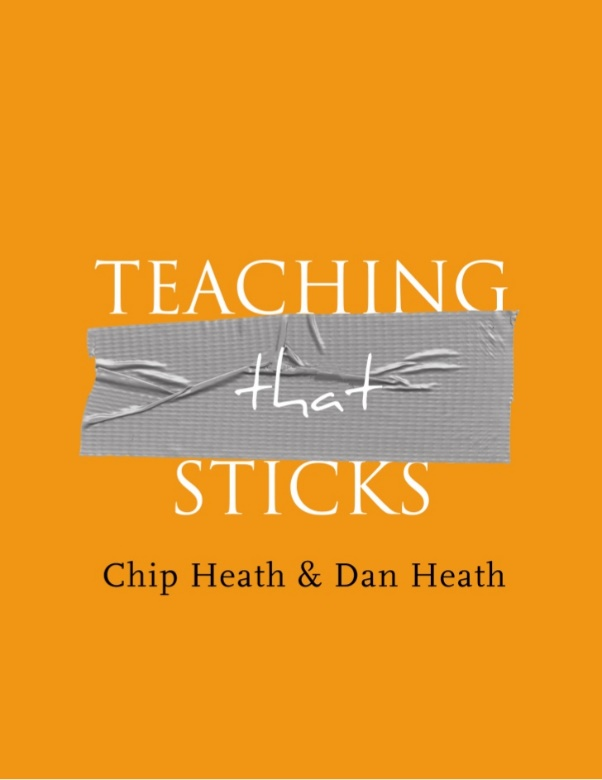 TEACHING
that
STICKS
Chip Heath & Dan Heath